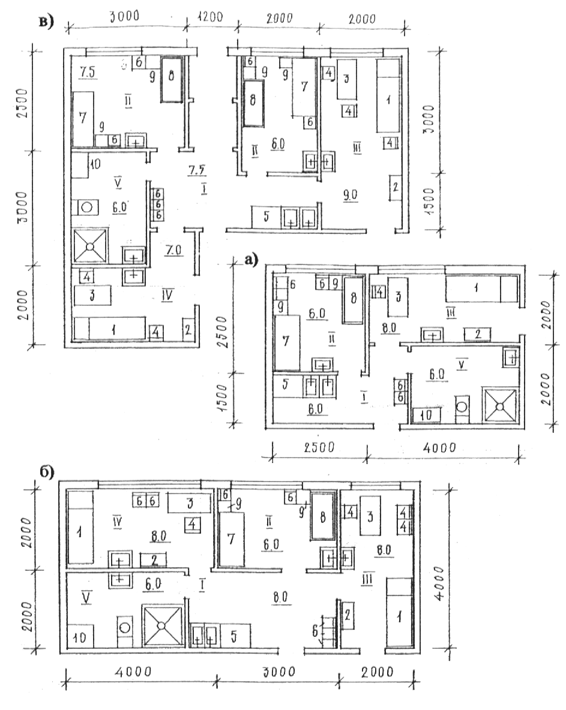 в)
3000 1200 2000 2000
7.5 6 9 8 6 9 9 7 4 3 1
II
7 8 6 4
9 6 II 6.0 III 4
10 7.5 2
V I 9.0
6.0 6 6 6 5
7.0
4
3 IV
1 4 2
2500 3000 2000
3000 1500
а)
6 6 9 8 4 3 1
9 6.0 III
7 II 8.0 2
5 I 6 6 6.0 V
6.0 10
2500 1500
2000 2000
2500 4000
б)
6 6 3 6 6 8 4 3 4 4
IV 4 9 II 9
1 8.0 7 6.0 8.0
2 III
V 6.0 I 8.0 2
10 5 6 1
2000 2000
4000
4000 3000 2000